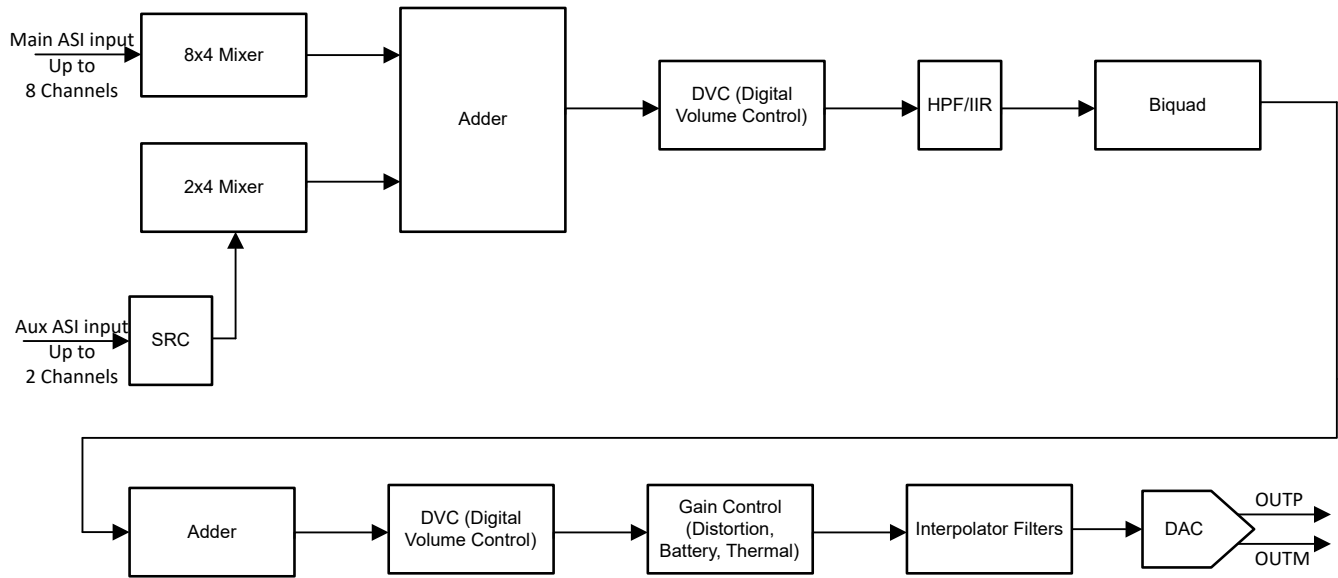 Main ASI input
Up to
8 Channels
8x4 Mixer
Adder
DVC (Digital
Volume Control)
HPF/IIR
Biquad
2x4 Mixer
Aux ASI input
Up to
2 Channels
SRC
Adder
DVC (Digital
Volume Control)
Gain Control
(Distortion,
Battery, Thermal)
Interpolator Filters
DAC
OUTP
OUTM